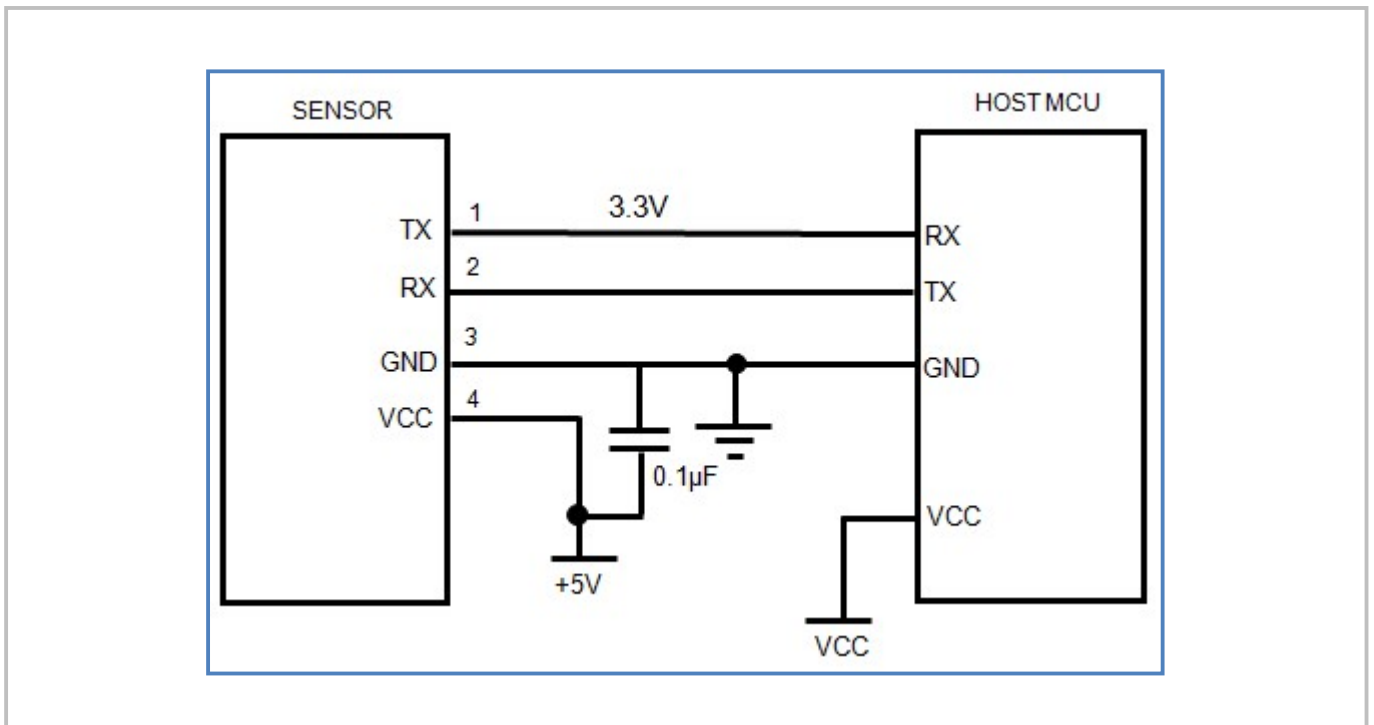 SENSOR
HOST MCU
TX
1
3.3V
RX
RX
2
TX
GND
3
GND
VCC
4
0.1µF
VCC
+5V
VCC